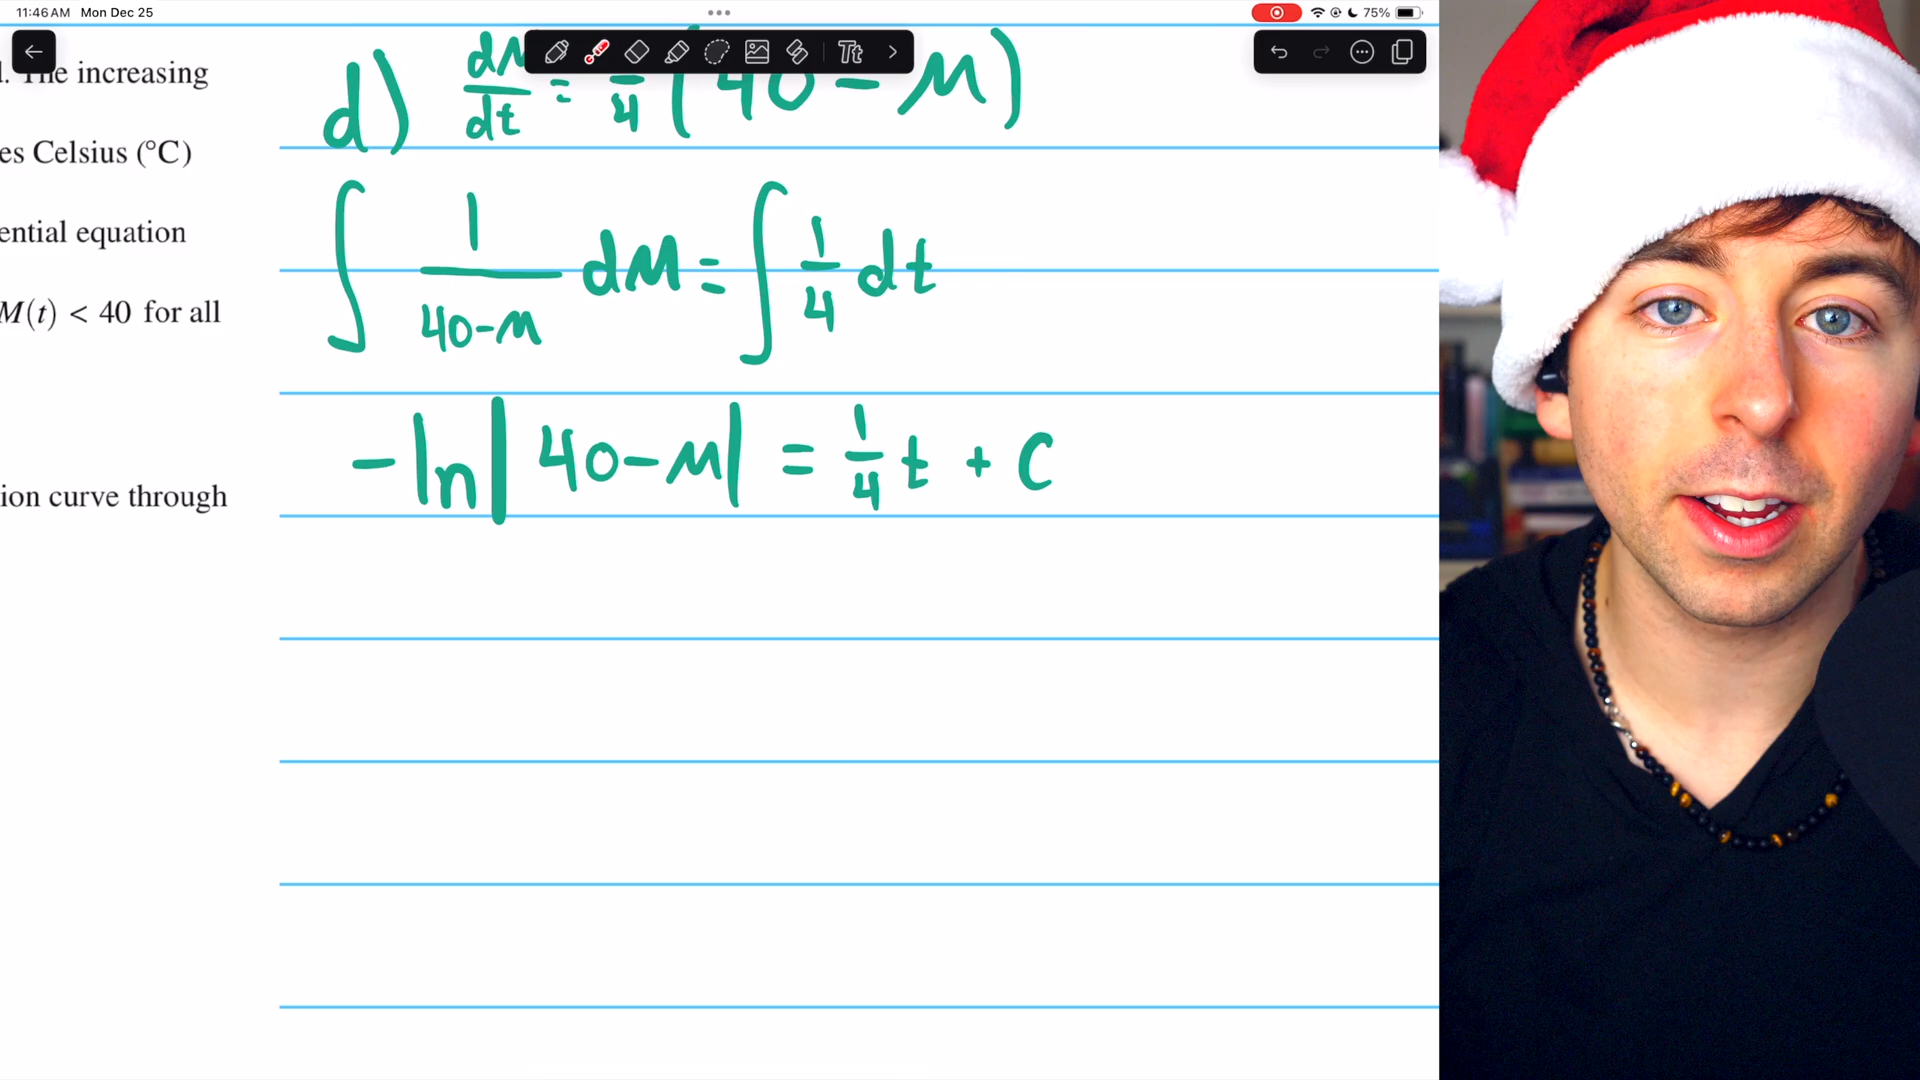 11:46 AM Mon Dec 25
75%
The increasing
es Celsius (°C)
ential equation
M(t) < 40 for all
ion curve through
Tt
d) dM/dt = /4 (40 − M)
∫ 1/(40-M) dM = ∫ 1/4 dt
-ln|40-M| = 1/4 t + C